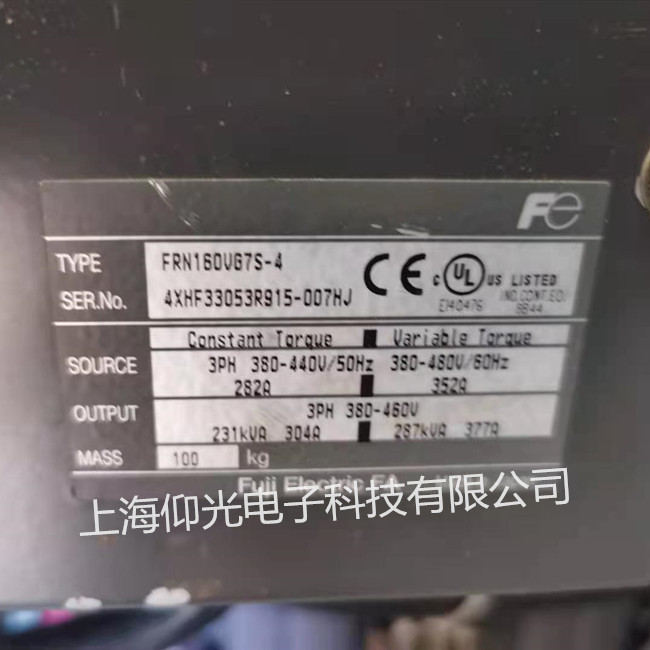 Fe
TYPE FRN160VG7S-4
SER.No. 4XHF33053R915-007HJ
CE c UL US LISTED
IND.CONT.EQ.
E140476 8B44
Constant Torque Variable Torque
SOURCE 3PH 380-440V/50Hz 380-480V/60Hz
282A 352A
OUTPUT 3PH 380-460V
231kVA 304A 287kVA 377A
MASS 100 kg
Fuji Electric FA
上海仰光电子科技有限公司